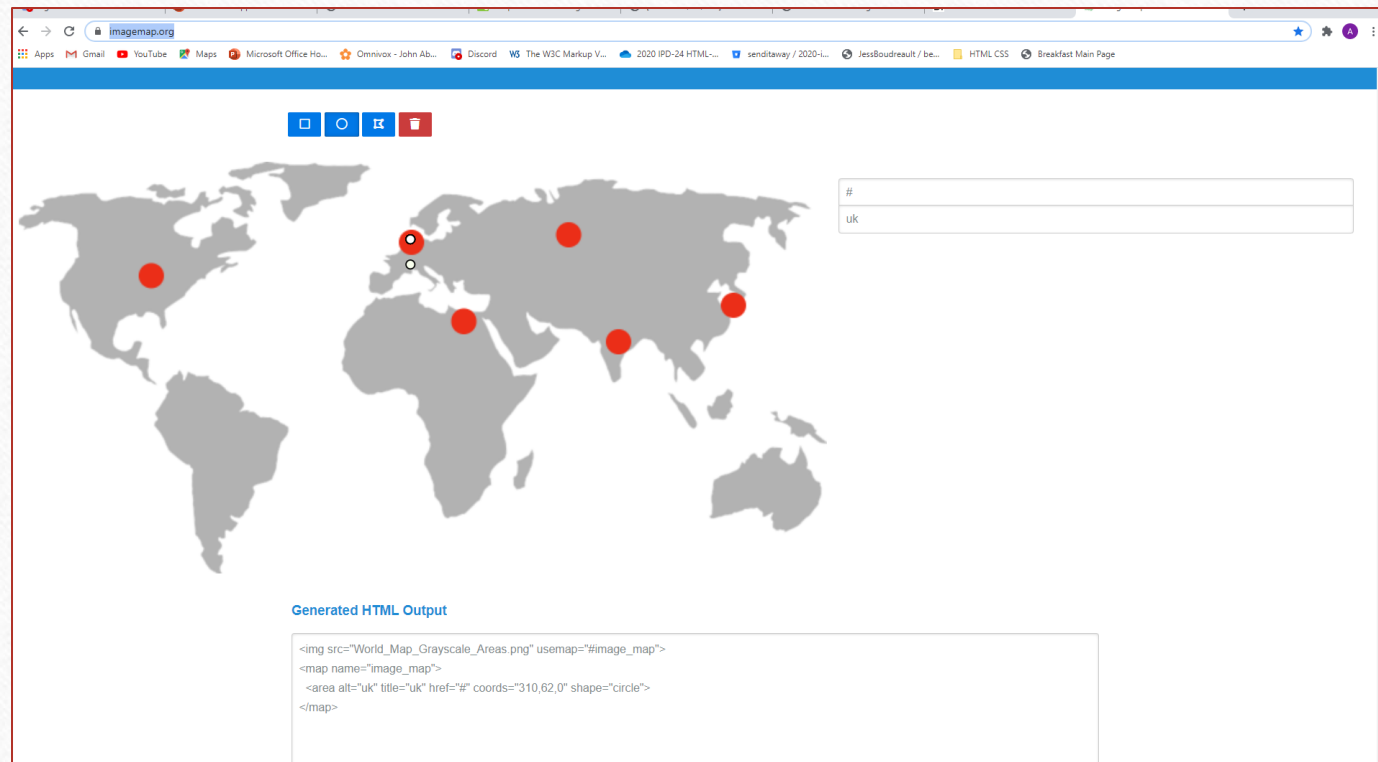 imagemap.org
A
Apps Gmail YouTube Maps Microsoft Office Ho... Omnivox - John Ab... Discord W5 The W3C Markup V... 2020 IPD-24 HTML-... senditaway / 2020-i... JessBoudreault / be... HTML CSS Breakfast Main Page
#
uk
Generated HTML Output
<img src="World_Map_Grayscale_Areas.png" usemap="#image_map">
<map name="image_map">
<area alt="uk" title="uk" href="#" coords="310,62,0" shape="circle">
</map>